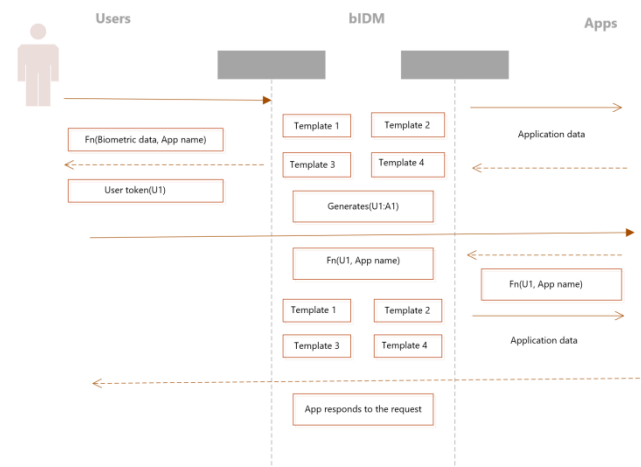 Users
bIDM
Apps
Template 1
Template 2
Application data
Fn(Biometric data, App name)
Template 3
Template 4
User token(U1)
Generates(U1:A1)
Fn(U1, App name)
Fn(U1, App name)
Template 1
Template 2
Application data
Template 3
Template 4
App responds to the request